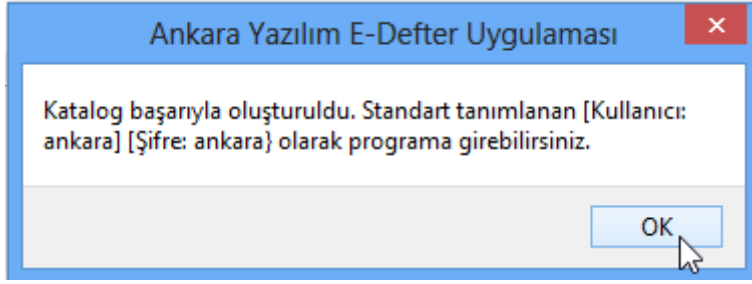 Ankara Yazılım E-Defter Uygulaması
Katalog başarıyla oluşturuldu. Standart tanımlanan [Kullanıcı:
ankara] [Şifre: ankara} olarak programa girebilirsiniz.
OK